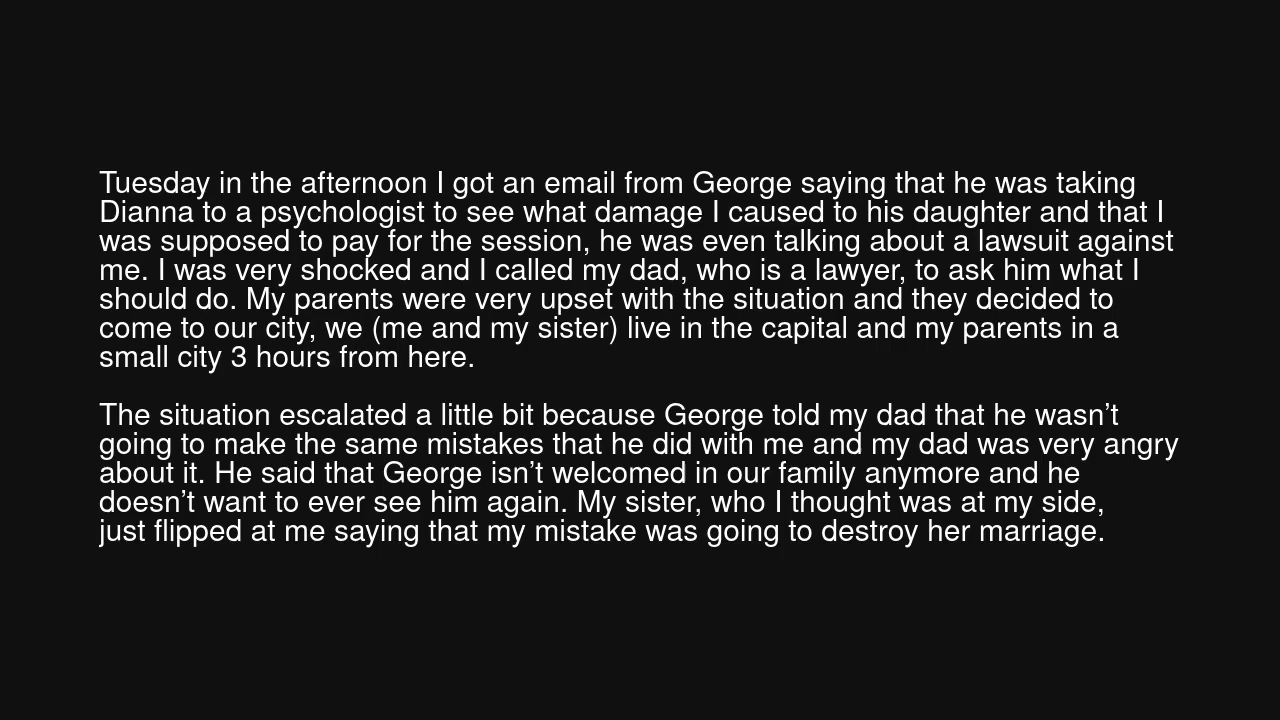 Tuesday in the afternoon I got an email from George saying that he was taking
Dianna to a psychologist to see what damage I caused to his daughter and that I
was supposed to pay for the session, he was even talking about a lawsuit against
me. I was very shocked and I called my dad, who is a lawyer, to ask him what I
should do. My parents were very upset with the situation and they decided to
come to our city, we (me and my sister) live in the capital and my parents in a
small city 3 hours from here.

The situation escalated a little bit because George told my dad that he wasn’t
going to make the same mistakes that he did with me and my dad was very angry
about it. He said that George isn’t welcomed in our family anymore and he
doesn’t want to ever see him again. My sister, who I thought was at my side,
just flipped at me saying that my mistake was going to destroy her marriage.